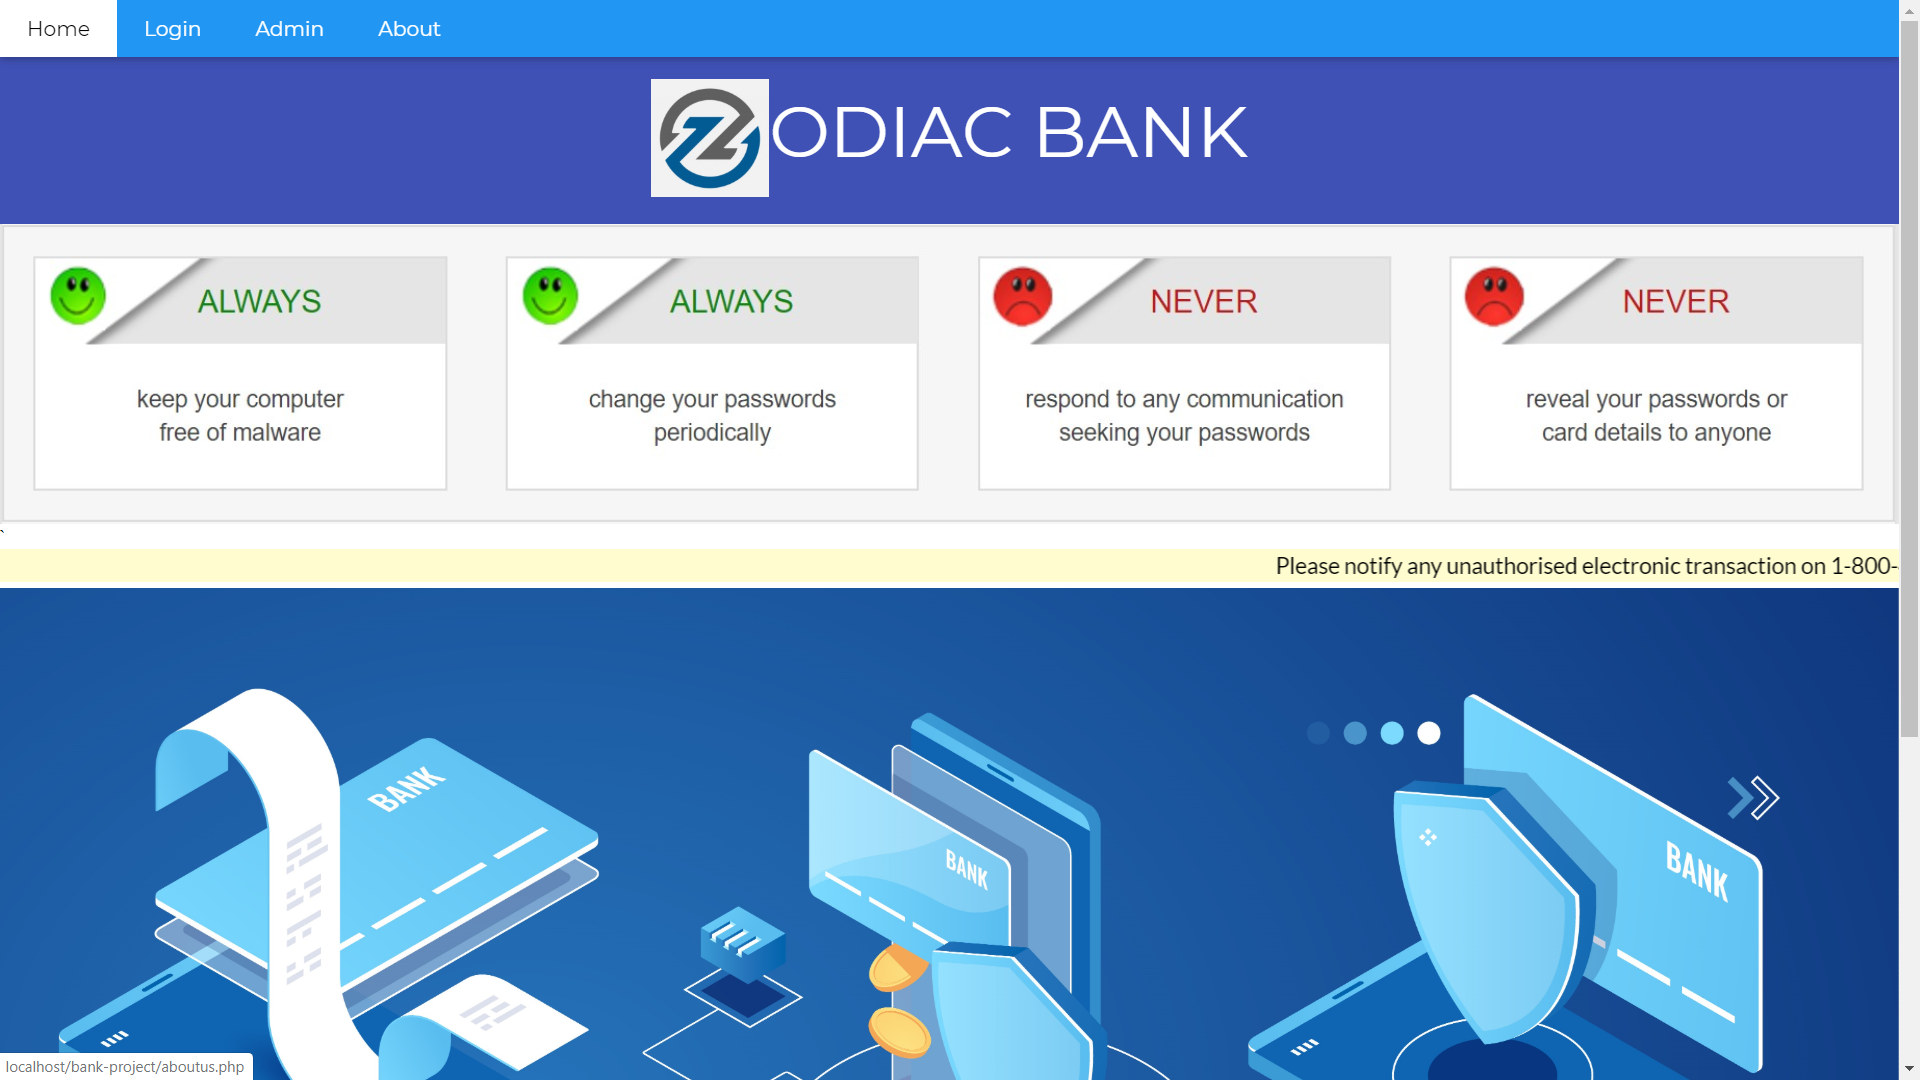 Home Login Admin About
ZODIAC BANK
ALWAYS
keep your computer
free of malware
ALWAYS
change your passwords
periodically
NEVER
respond to any communication
seeking your passwords
NEVER
reveal your passwords or
card details to anyone
`
Please notify any unauthorised electronic transaction on 1-800-
BANK
BANK
BANK
localhost/bank-project/aboutus.php